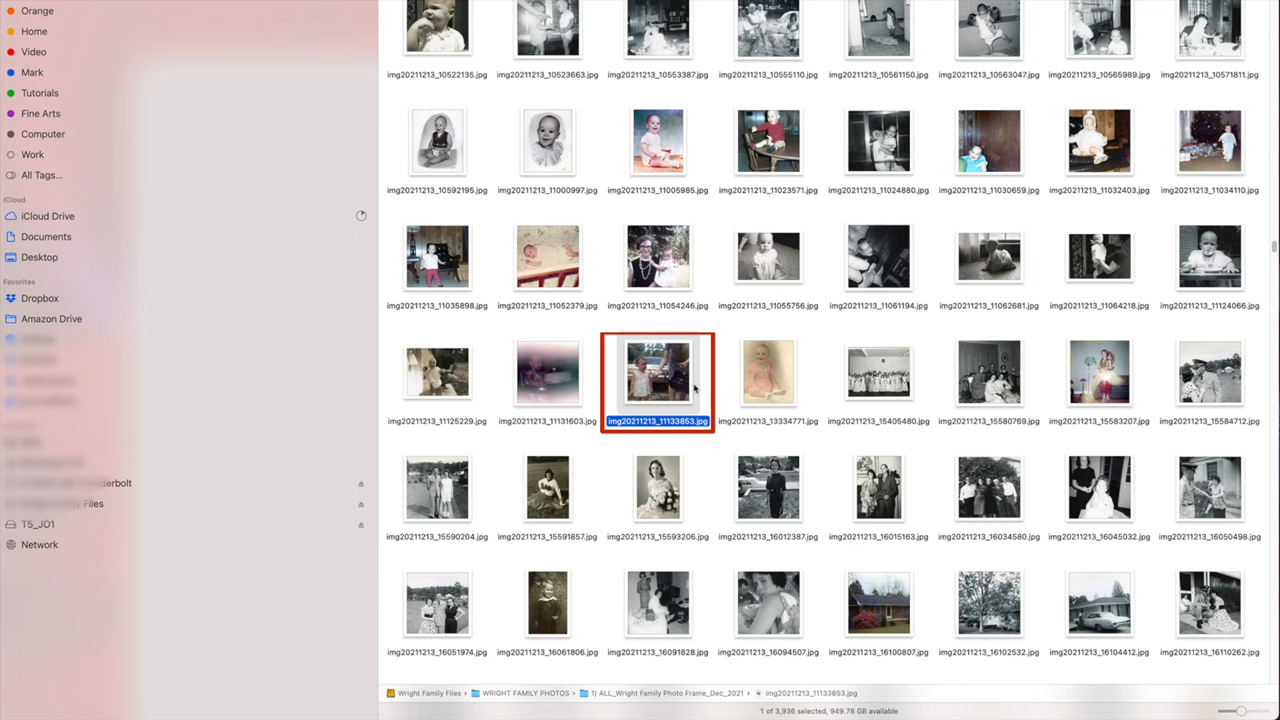 Orange
Home
Video
Mark
Tutorials
Fine Arts
Computer
Work
All Tags...
iCloud
iCloud Drive
Documents
Desktop
Favorites
Dropbox
Amazon Drive
derbolt
Files
T5_JO1
Network
img20211213_10522135.jpg img20211213_10523663.jpg img20211213_10553387.jpg img20211213_10555110.jpg img20211213_10561150.jpg img20211213_10563047.jpg img20211213_10565989.jpg img20211213_10571811.jpg
img20211213_10592195.jpg img20211213_11000997.jpg img20211213_11005985.jpg img20211213_11023571.jpg img20211213_11024880.jpg img20211213_11030659.jpg img20211213_11032403.jpg img20211213_11034110.jpg
img20211213_11035898.jpg img20211213_11052379.jpg img20211213_11054246.jpg img20211213_11055756.jpg img20211213_11061194.jpg img20211213_11062681.jpg img20211213_11064218.jpg img20211213_11124066.jpg
img20211213_11125229.jpg img20211213_11131603.jpg img20211213_11133853.jpg img20211213_13334771.jpg img20211213_15405480.jpg img20211213_15580769.jpg img20211213_15583207.jpg img20211213_15584712.jpg
img20211213_15590204.jpg img20211213_15591857.jpg img20211213_15593206.jpg img20211213_16012387.jpg img20211213_16015163.jpg img20211213_16034580.jpg img20211213_16045032.jpg img20211213_16050498.jpg
img20211213_16051974.jpg img20211213_16061806.jpg img20211213_16091828.jpg img20211213_16094507.jpg img20211213_16100807.jpg img20211213_16102532.jpg img20211213_16104412.jpg img20211213_16110262.jpg
Wright Family Files › WRIGHT FAMILY PHOTOS › 1) ALL_Wright Family Photo Frame_Dec_2021 › img20211213_11133853.jpg
1 of 3,936 selected, 949.78 GB available